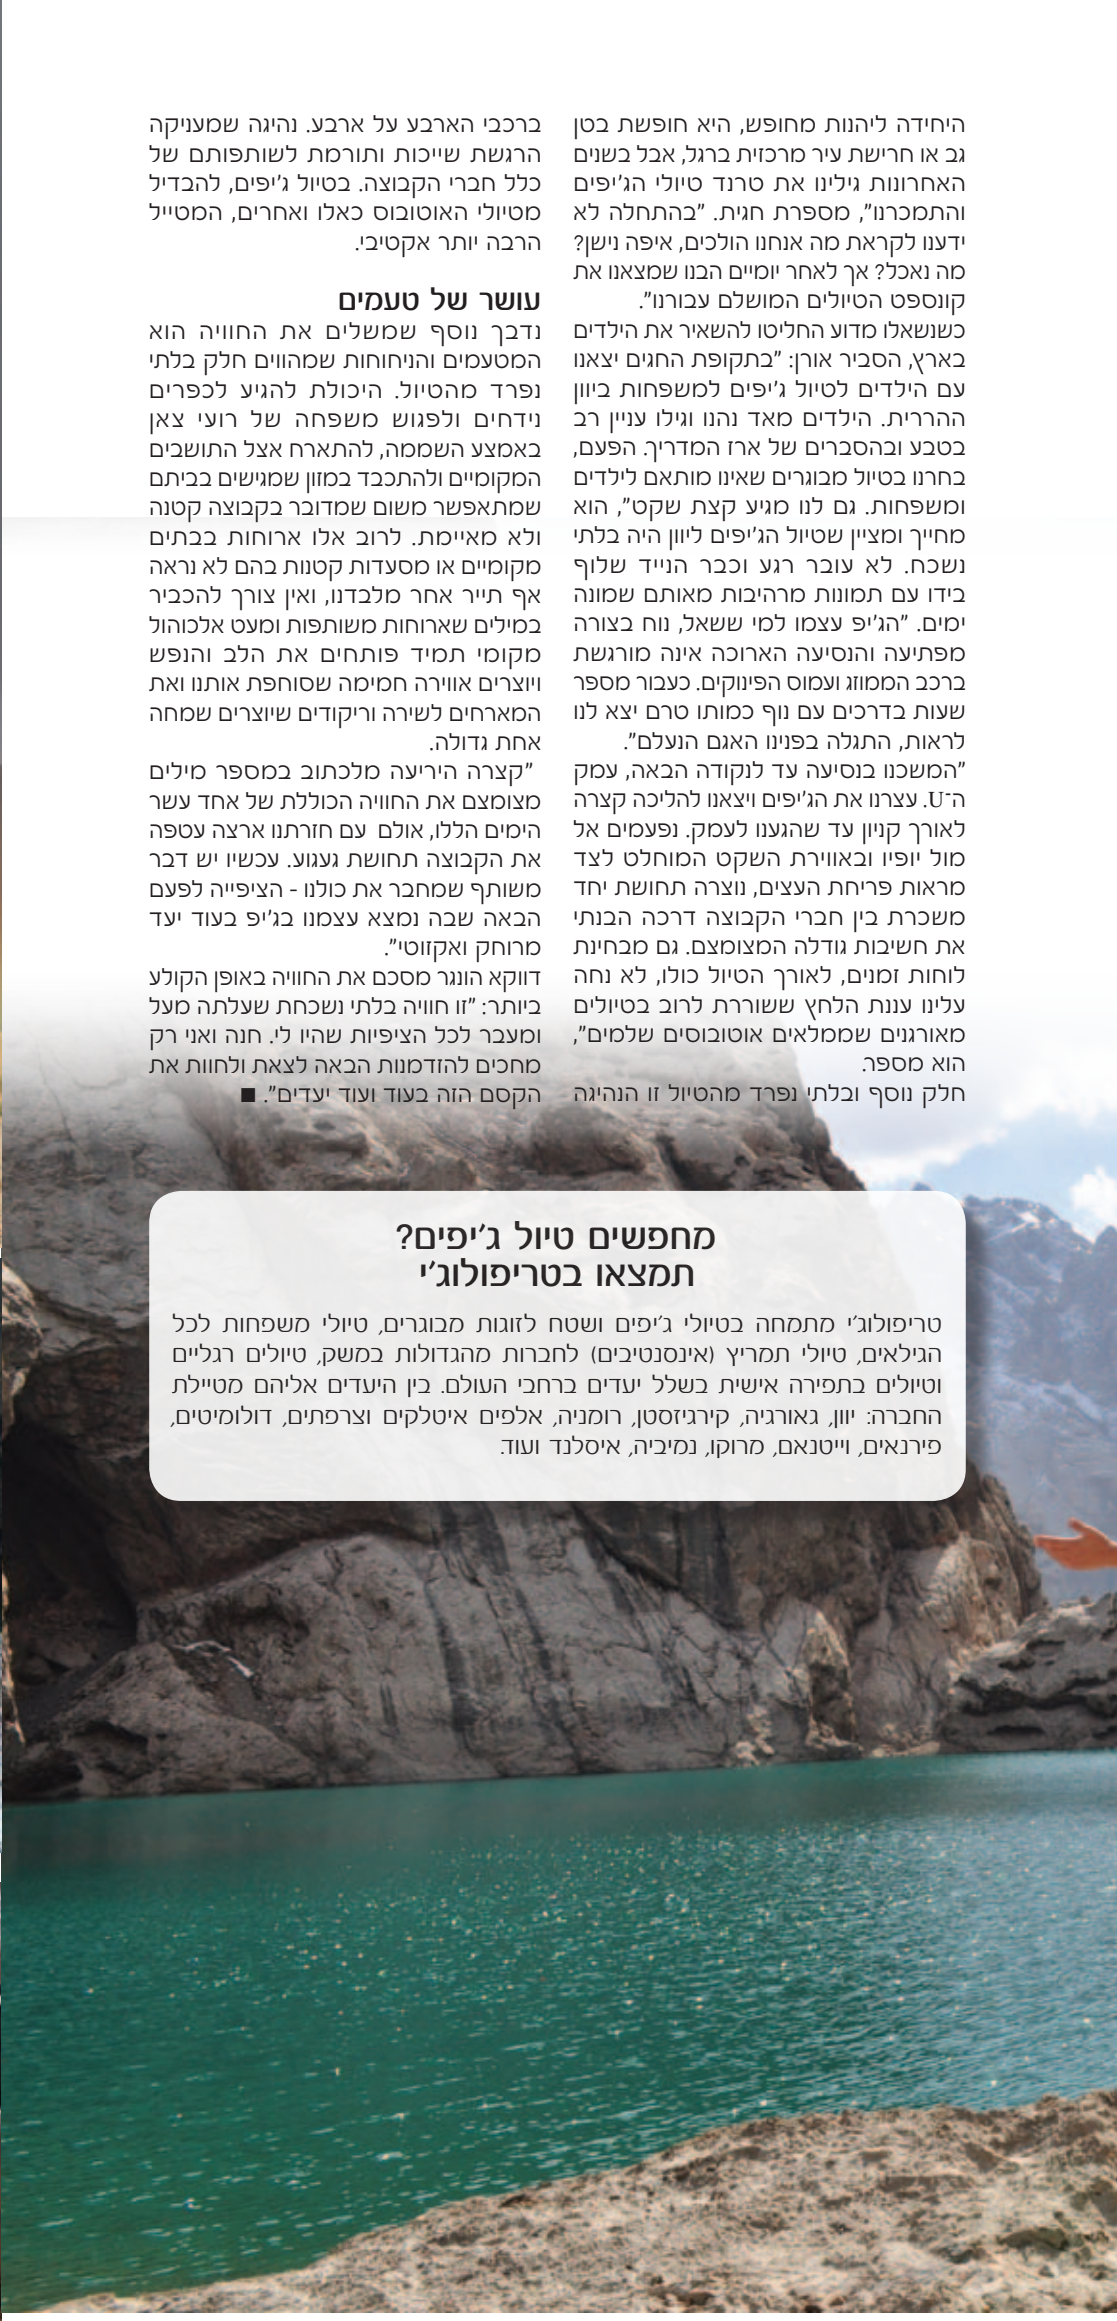 היחידה ליהנות מחופש, היא חופשת בטן
גב או חרישת עיר מרכזית ברגל, אבל בשנים
האחרונות גילינו את טרנד טיולי הג'יפים
והתמכרנו", מספרת חגית. "בהתחלה לא
ידענו לקראת מה אנחנו הולכים, איפה נישן?
מה נאכל? אך לאחר יומיים הבנו שמצאנו את
קונספט הטיולים המושלם עבורנו".
כשנשאלו מדוע החליטו להשאיר את הילדים
בארץ, הסביר אורן: "בתקופת החגים יצאנו
עם הילדים לטיול ג'יפים למשפחות ביוון
ההררית. הילדים מאד נהנו וגילו עניין רב
בטבע ובהסברים של ארז המדריך. הפעם,
בחרנו בטיול מבוגרים שאינו מותאם לילדים
ומשפחות. גם לנו מגיע קצת שקט", הוא
מחייך ומציין שטיול הג'יפים ליוון היה בלתי
נשכח. לא עובר רגע וכבר הנייד שלוף
בידו עם תמונות מרהיבות מאותם שמונה
ימים. "הג'יפ עצמו למי ששאל, נוח בצורה
מפתיעה והנסיעה הארוכה אינה מורגשת
ברכב הממוזג ועמוס הפינוקים. כעבור מספר
שעות בדרכים עם נוף כמותו טרם יצא לנו
לראות, התגלה בפנינו האגם הנעלם".
"המשכנו בנסיעה עד לנקודה הבאה, עמק
ה־U. עצרנו את הג'יפים ויצאנו להליכה קצרה
לאורך קניון עד שהגענו לעמק. נפעמים אל
מול יופיו ובאווירת השקט המוחלט לצד
מראות פריחת העצים, נוצרה תחושת יחד
משכרת בין חברי הקבוצה דרכה הבנתי
את חשיבות גודלה המצומצם. גם מבחינת
לוחות זמנים, לאורך הטיול כולו, לא נחה
עלינו עננת הלחץ ששוררת לרוב בטיולים
מאורגנים שממלאים אוטובוסים שלמים",
הוא מספר.
חלק נוסף ובלתי נפרד מהטיול זו הנהיגה
ברכבי הארבע על ארבע. נהיגה שמעניקה
הרגשת שייכות ותורמת לשותפותם של
כלל חברי הקבוצה. בטיול ג'יפים, להבדיל
מטיולי האוטובוס כאלו ואחרים, המטייל
הרבה יותר אקטיבי.
עושר של טעמים
נדבך נוסף שמשלים את החוויה הוא
המטעמים והניחוחות שמהווים חלק בלתי
נפרד מהטיול. היכולת להגיע לכפרים
נידחים ולפגוש משפחה של רועי צאן
באמצע השממה, להתארח אצל התושבים
המקומיים ולהתכבד במזון שמגישים בביתם
שמתאפשר משום שמדובר בקבוצה קטנה
ולא מאיימת. לרוב אלו ארוחות בבתים
מקומיים או מסעדות קטנות בהם לא נראה
אף תייר אחר מלבדנו, ואין צורך להכביר
במילים שארוחות משותפות ומעט אלכוהול
מקומי תמיד פותחים את הלב והנפש
ויוצרים אווירה חמימה שסוחפת אותנו ואת
המארחים לשירה וריקודים שיוצרים שמחה
אחת גדולה.
"קצרה היריעה מלכתוב במספר מילים
מצומצם את החוויה הכוללת של אחד עשר
הימים הללו, אולם עם חזרתנו ארצה עטפה
את הקבוצה תחושת געגוע. עכשיו יש דבר
משותף שמחבר את כולנו - הציפייה לפעם
הבאה שבה נמצא עצמנו בג'יפ בעוד יעד
מרוחק ואקזוטי".
דווקא הונגר מסכם את החוויה באופן הקולע
ביותר: "זו חוויה בלתי נשכחת שעלתה מעל
ומעבר לכל הציפיות שהיו לי. חנה ואני רק
מחכים להזדמנות הבאה לצאת ולחוות את
הקסם הזה בעוד ועוד יעדים". ■
מחפשים טיול ג'יפים?
תמצאו בטריפולוג'י
טריפולוג'י מתמחה בטיולי ג'יפים ושטח לזוגות מבוגרים, טיולי משפחות לכל
הגילאים, טיולי תמריץ (אינסנטיבים) לחברות מהגדולות במשק, טיולים רגליים
וטיולים בתפירה אישית בשלל יעדים ברחבי העולם. בין היעדים אליהם מטיילת
החברה: יוון, גאורגיה, קירגיזסטן, רומניה, אלפים איטלקים וצרפתים, דולומיטים,
פירנאים, וייטנאם, מרוקו, נמיביה, איסלנד ועוד.